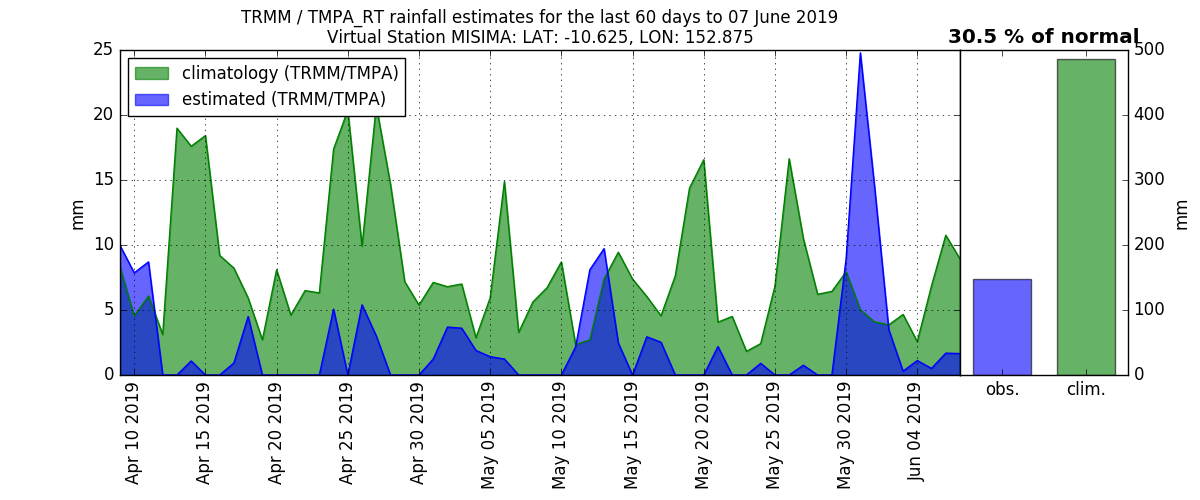 TRMM / TMPA_RT rainfall estimates for the last 60 days to 07 June 2019
Virtual Station MISIMA: LAT: -10.625, LON: 152.875
30.5 % of normal
climatology (TRMM/TMPA)
estimated (TRMM/TMPA)
mm
25
20
15
10
5
0
Apr 10 2019
Apr 15 2019
Apr 20 2019
Apr 25 2019
Apr 30 2019
May 05 2019
May 10 2019
May 15 2019
May 20 2019
May 25 2019
May 30 2019
Jun 04 2019
obs.
clim.
500
400
300
200
100
0
mm